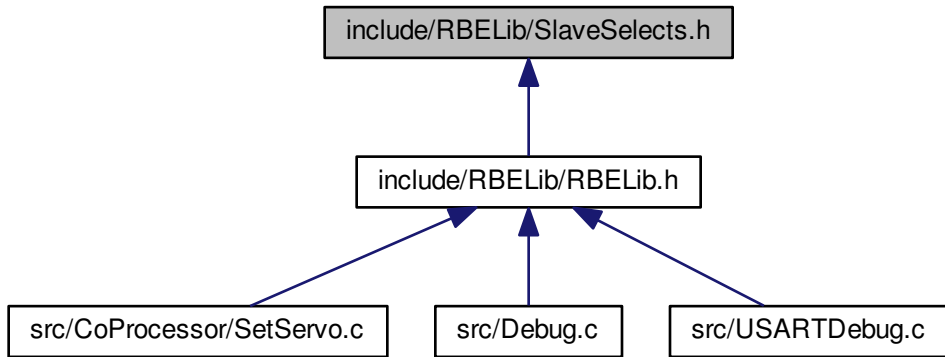 include/RBELib/SlaveSelects.h
include/RBELib/RBELib.h
src/CoProcessor/SetServo.c
src/Debug.c
src/USARTDebug.c